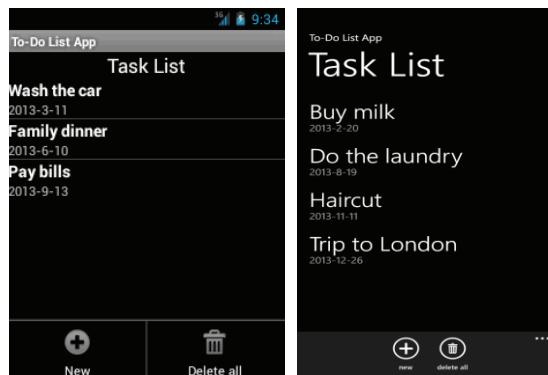 3G 9:34
To-Do List App
Task List
Wash the car
2013-3-11
Family dinner
2013-6-10
Pay bills
2013-9-13
New
Delete all
To-Do List App
Task List
Buy milk
2013-2-20
Do the laundry
2013-8-19
Haircut
2013-11-11
Trip to London
2013-12-26
new
delete all